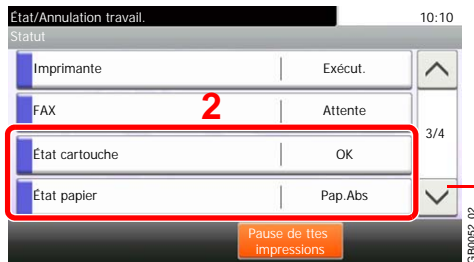 État/Annulation travail. 10:10
Statut
Imprimante Exécut.
FAX 2 Attente
3/4
État cartouche OK
État papier Pap.Abs
Pause de ttes
impressions
GB0052_02